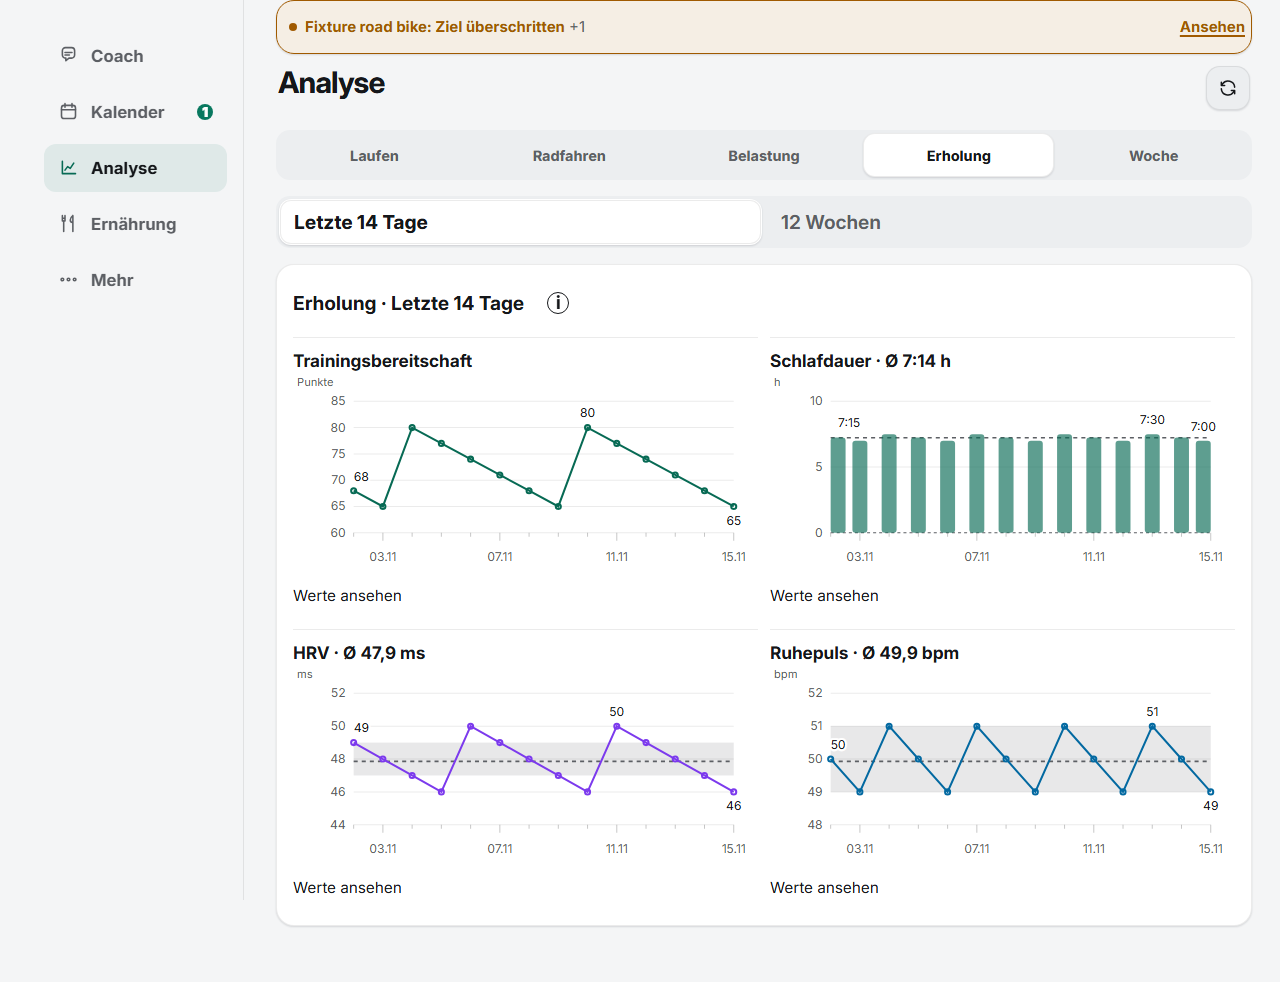 Fixture road bike: Ziel überschritten +1
Ansehen
Coach
Kalender 1
Analyse
Ernährung
Mehr
Analyse
Laufen
Radfahren
Belastung
Erholung
Woche
Letzte 14 Tage
12 Wochen
Erholung · Letzte 14 Tage
Trainingsbereitschaft
Punkte
85
80
75
70
65
60
68
80
65
03.11
07.11
11.11
15.11
Werte ansehen
Schlafdauer · Ø 7:14 h
h
10
5
0
7:15
7:30
7:00
03.11
07.11
11.11
15.11
Werte ansehen
HRV · Ø 47,9 ms
ms
52
50
48
46
44
49
50
46
03.11
07.11
11.11
15.11
Werte ansehen
Ruhepuls · Ø 49,9 bpm
bpm
52
51
50
49
48
50
51
49
03.11
07.11
11.11
15.11
Werte ansehen